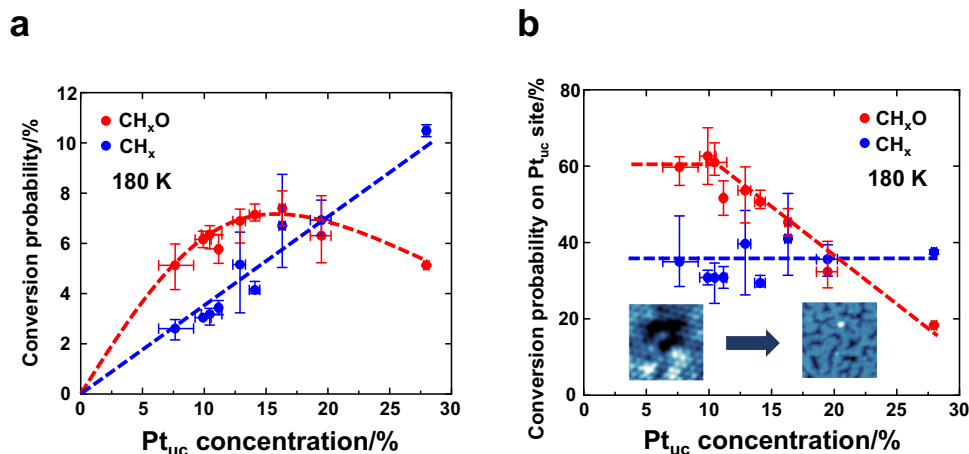 a
Conversion probability/%
12
10
8
6
4
2
0
0
5
10
15
20
25
30
CHxO
CHx
180 K
Ptuc concentration/%
b
Conversion probability on Ptuc site/%
80
60
40
20
0
0
5
10
15
20
25
30
CHxO
CHx
180 K
Ptuc concentration/%